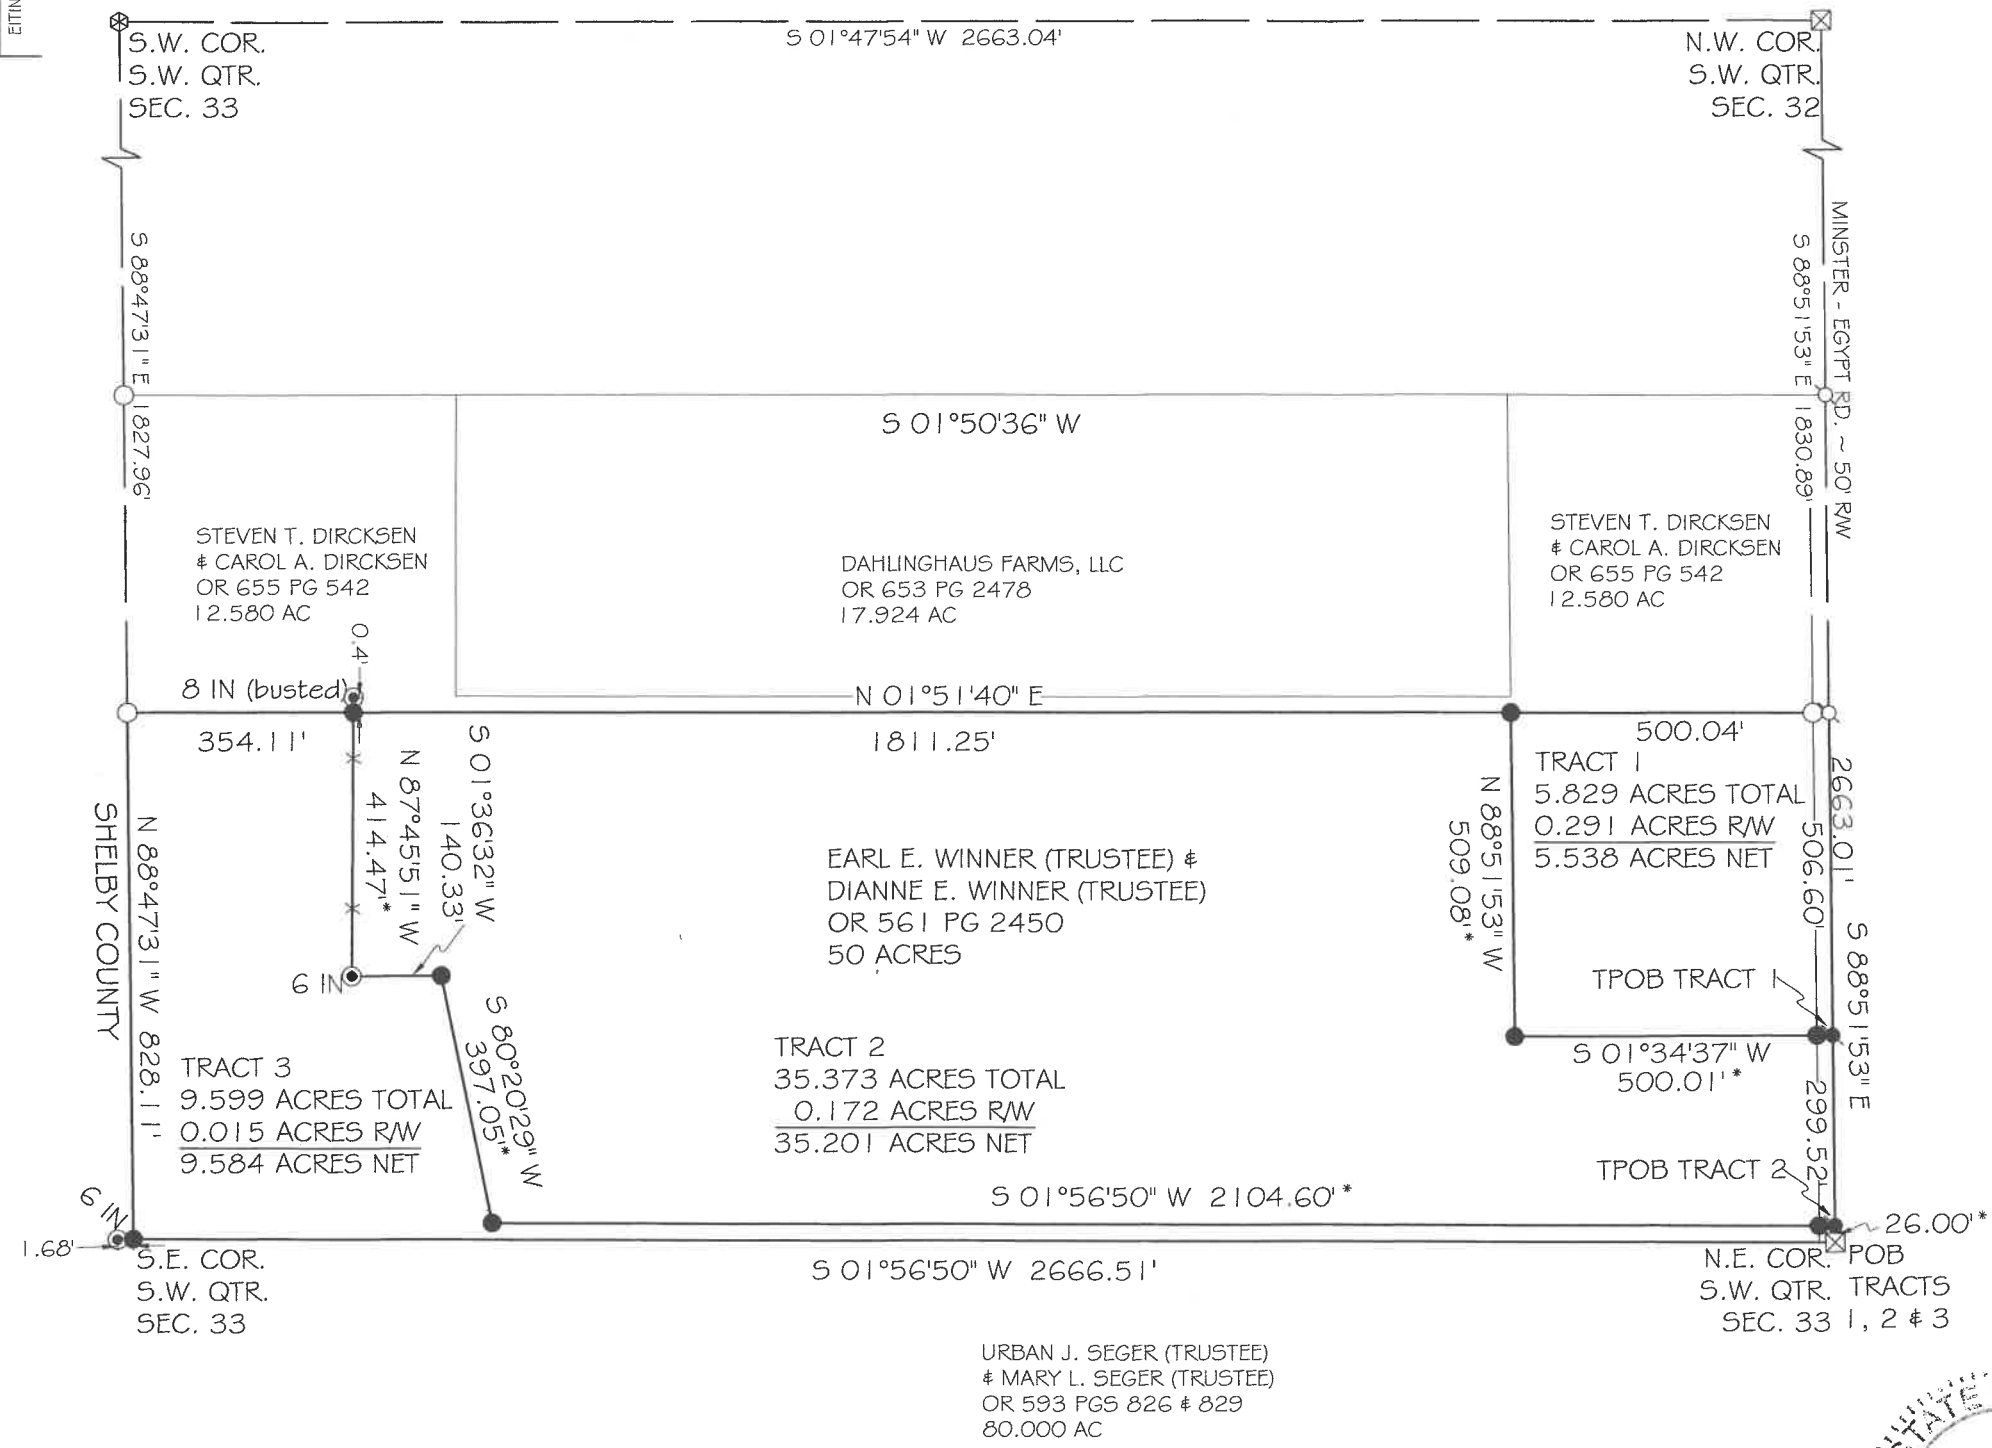 EITIN
S 01°47'54" W 2663.04'
S.W. COR.
S.W. QTR.
SEC. 33
N.W. COR.
S.W. QTR.
SEC. 32
S 88°47'31" E 1827.96'
S 88°51'53" E 1830.89'
MINSTER - EGYPT RD. ~ 50' R/W
S 01°50'36" W
STEVEN T. DIRCKSEN
& CAROL A. DIRCKSEN
OR 655 PG 542
12.580 AC
DAHLINGHAUS FARMS, LLC
OR 653 PG 2478
17.924 AC
STEVEN T. DIRCKSEN
& CAROL A. DIRCKSEN
OR 655 PG 542
12.580 AC
0.4'
8 IN (busted)
N 01°51'40" E
354.11'
1811.25'
500.04'
TRACT 1
5.829 ACRES TOTAL
0.291 ACRES R/W
5.538 ACRES NET
2663.01'
S 88°51'53" E
506.60'
N 88°51'53" W
509.08'*
S 01°36'32" W
140.33'
N 87°45'51" W
414.47'*
SHELBY COUNTY
N 88°47'31" W 828.11'
EARL E. WINNER (TRUSTEE) &
DIANNE E. WINNER (TRUSTEE)
OR 561 PG 2450
50 ACRES
6 IN
TPOB TRACT 1
S 80°20'29" W
397.05'*
TRACT 3
9.599 ACRES TOTAL
0.015 ACRES R/W
9.584 ACRES NET
TRACT 2
35.373 ACRES TOTAL
0.172 ACRES R/W
35.201 ACRES NET
S 01°34'37" W
500.01'*
299.52'
TPOB TRACT 2
S 01°56'50" W 2104.60'*
26.00'*
6 IN
1.68'
S.E. COR.
S.W. QTR.
SEC. 33
S 01°56'50" W 2666.51'
N.E. COR.
S.W. QTR.
SEC. 33
POB
TRACTS
1, 2 & 3
URBAN J. SEGER (TRUSTEE)
& MARY L. SEGER (TRUSTEE)
OR 593 PGS 826 & 829
80.000 AC
STATE